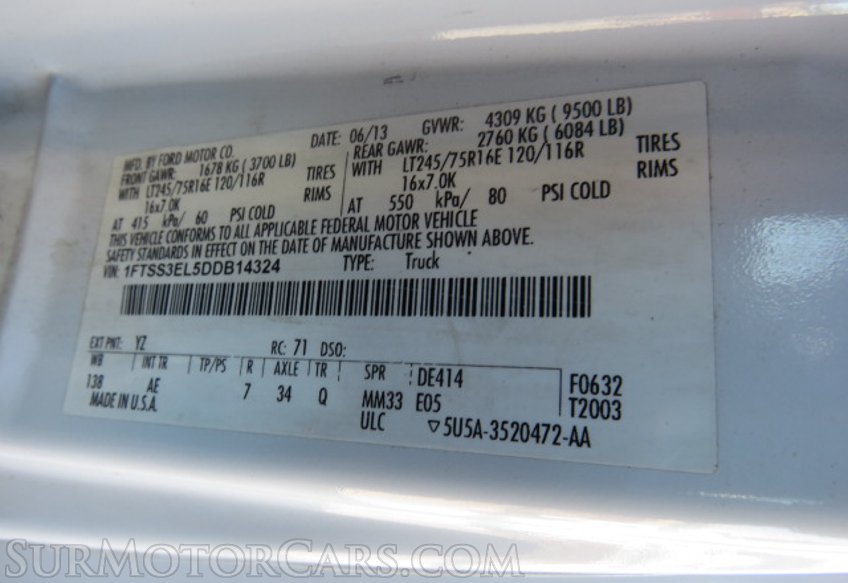 MFD. BY FORD MOTOR CO.
DATE: 06/13 GVWR: 4309 KG ( 9500 LB)
FRONT GAWR: 1678 KG ( 3700 LB)
REAR GAWR: 2760 KG ( 6084 LB)
WITH LT245/75R16E 120/116R TIRES
WITH LT245/75R16E 120/116R TIRES
16x7.0K RIMS
16x7.0K RIMS
AT 415 kPa/ 60 PSI COLD
AT 550 kPa/ 80 PSI COLD
THIS VEHICLE CONFORMS TO ALL APPLICABLE FEDERAL MOTOR VEHICLE
SAFETY STANDARDS IN EFFECT ON THE DATE OF MANUFACTURE SHOWN ABOVE.
VIN: 1FTSS3EL5DDB14324 TYPE: Truck
EXT PNT: YZ RC: 71 DSO:
WB INT TR TP/PS R AXLE TR SPR DE414 F0632
138 AE 7 34 Q MM33 E05 T2003
MADE IN U.S.A. ULC ▽5U5A-3520472-AA
SurMotorCars.com